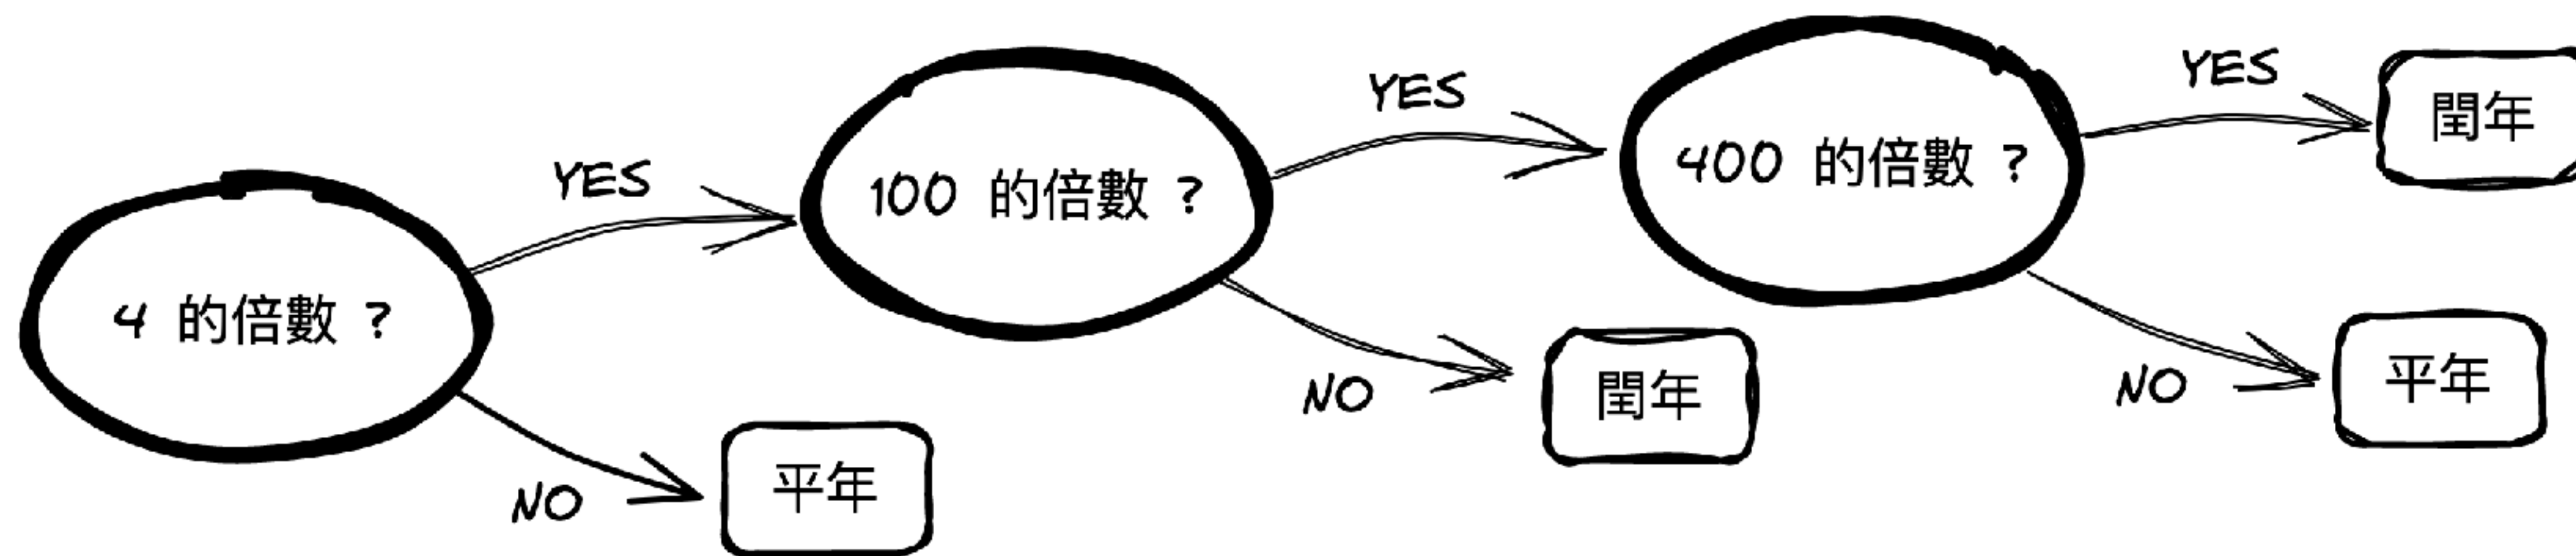 4 的倍數 ?
YES
NO
平年
100 的倍數 ?
YES
NO
閏年
400 的倍數 ?
YES
閏年
NO
平年